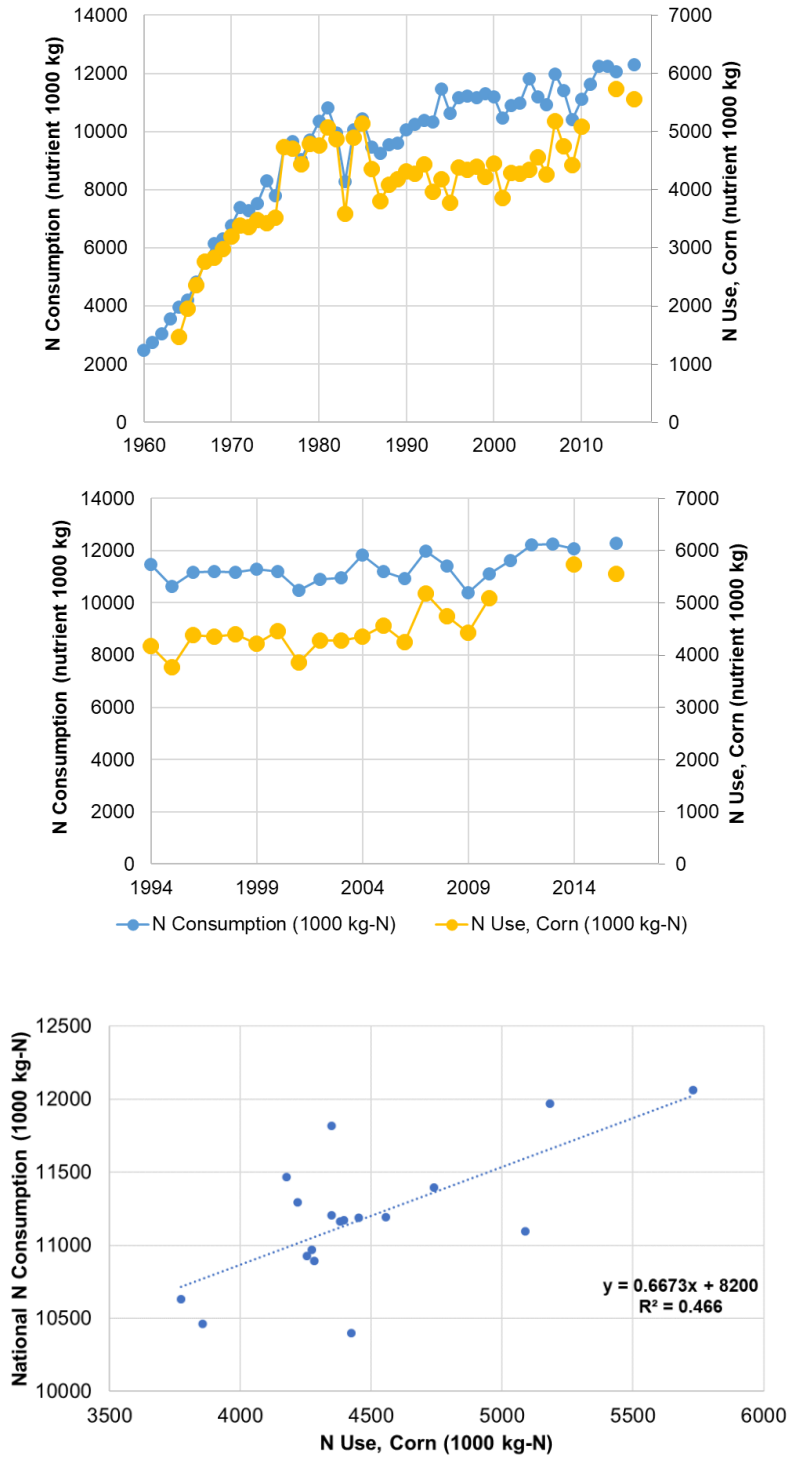 14000 7000
12000 6000
10000 5000
8000 4000
6000 3000
4000 2000
2000 1000
0 0
N Consumption (nutrient 1000 kg)
N Use, Corn (nutrient 1000 kg)
1960 1970 1980 1990 2000 2010
14000 7000
12000 6000
10000 5000
8000 4000
6000 3000
4000 2000
2000 1000
0 0
N Consumption (nutrient 1000 kg)
N Use, Corn (nutrient 1000 kg)
1994 1999 2004 2009 2014
N Consumption (1000 kg-N) N Use, Corn (1000 kg-N)
12500
12000
11500
11000
10500
10000
National N Consumption (1000 kg-N)
y = 0.6673x + 8200
R² = 0.466
3500 4000 4500 5000 5500 6000
N Use, Corn (1000 kg-N)